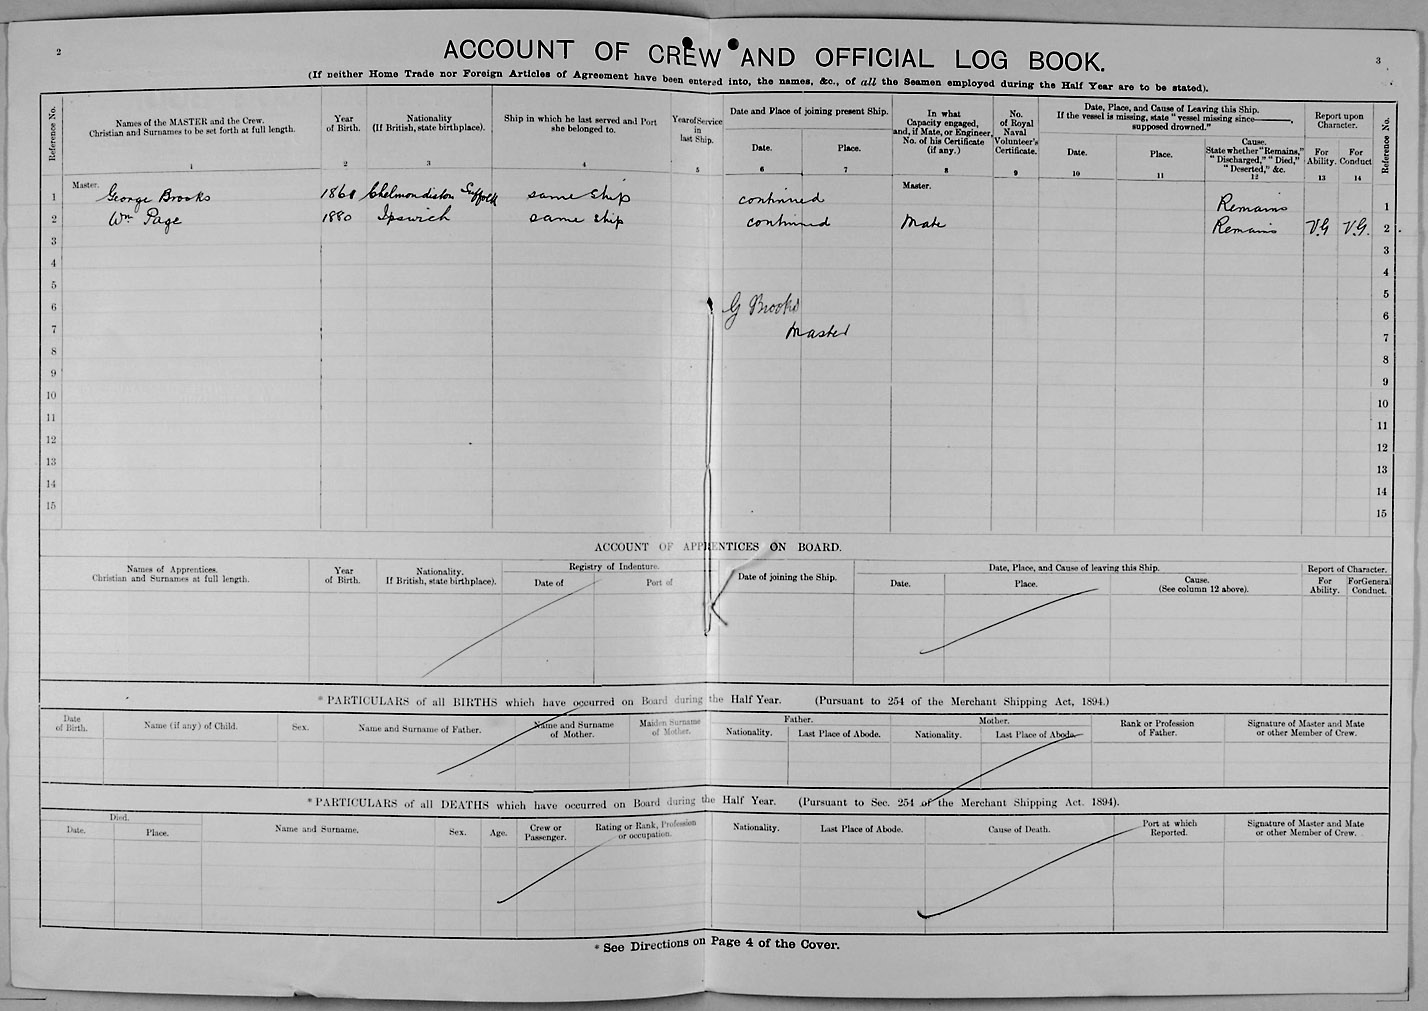 2
ACCOUNT OF CREW AND OFFICIAL LOG BOOK.
3
(If neither Home Trade nor Foreign Articles of Agreement have been entered into, the names, &c., of all the Seamen employed during the Half Year are to be stated).
Reference No.
Names of the MASTER and the Crew.
Christian and Surnames to be set forth at full length.
1
Year
of Birth.
2
Nationality
(If British, state birthplace).
3
Ship in which he last served and Port
she belonged to.
4
Year of Service
in
last Ship.
5
Date and Place of joining present Ship.
Date.
6
Place.
7
In what
Capacity engaged,
and, if Mate, or Engineer,
No. of his Certificate
(if any.)
8
No.
of Royal
Naval
Volunteer's
Certificate.
9
Date, Place, and Cause of Leaving this Ship.
If the vessel is missing, state "vessel missing since———,
supposed drowned."
Date.
10
Place.
11
Cause.
State whether "Remains,"
"Discharged," "Died,"
"Deserted," &c.
12
Report upon
Character.
For
Ability.
13
For
Conduct
14
Reference No.
1 Master. George Brooks 1861 Chelmondiston Suffolk same ship continued Master. Remains 1
2 Wm Page 1880 Ipswich same ship continued Mate Remains V.G V.G. 2
3 3
4 4
5 5
6 G Brooks 6
7 Master 7
8 8
9 9
10 10
11 11
12 12
13 13
14 14
15 15
ACCOUNT OF APPRENTICES ON BOARD.
Names of Apprentices.
Christian and Surnames at full length.
Year
of Birth.
Nationality.
If British, state birthplace).
Registry of Indenture.
Date of
Port of
Date of joining the Ship.
Date, Place, and Cause of leaving this Ship.
Date.
Place.
Cause.
(See column 12 above).
Report of Character.
For
Ability.
For General
Conduct.
* PARTICULARS of all BIRTHS which have occurred on Board during the Half Year. (Pursuant to 254 of the Merchant Shipping Act, 1894.)
Date
of Birth.
Name (if any) of Child.
Sex.
Name and Surname of Father.
Name and Surname
of Mother.
Maiden Surname
of Mother.
Father.
Nationality.
Last Place of Abode.
Mother.
Nationality.
Last Place of Abode.
Rank or Profession
of Father.
Signature of Master and Mate
or other Member of Crew.
* PARTICULARS of all DEATHS which have occurred on Board during the Half Year. (Pursuant to Sec. 254 of the Merchant Shipping Act. 1894).
Died.
Date.
Place.
Name and Surname.
Sex.
Age.
Crew or
Passenger.
Rating or Rank, Profession
or occupation.
Nationality.
Last Place of Abode.
Cause of Death.
Port at which
Reported.
Signature of Master and Mate
or other Member of Crew.
* See Directions on Page 4 of the Cover.